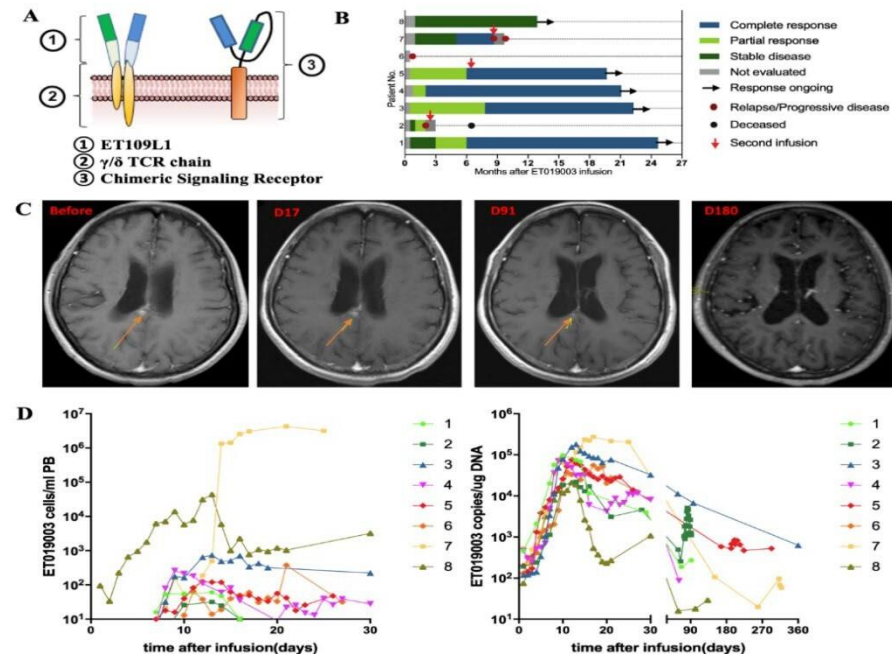 A
①
②
③
① ET109L1
② γ/δ TCR chain
③ Chimeric Signaling Receptor
B
Patient No.
8
7
6
5
4
3
2
1
0 3 6 9 12 15 18 21 24 27
Months after ET019003 infusion
Complete response
Partial response
Stable disease
Not evaluated
Response ongoing
Relapse/Progressive disease
Deceased
Second infusion
C
Before
D17
D91
D180
D
ET019003 cells/ml PB
10⁷
10⁶
10⁵
10⁴
10³
10²
10¹
0 10 20 30
time after infusion(days)
1
2
3
4
5
6
7
8
ET019003 copies/ug DNA
10⁶
10⁵
10⁴
10³
10²
10¹
0 10 20 30 90 180 270 360
time after infusion(days)
1
2
3
4
5
6
7
8